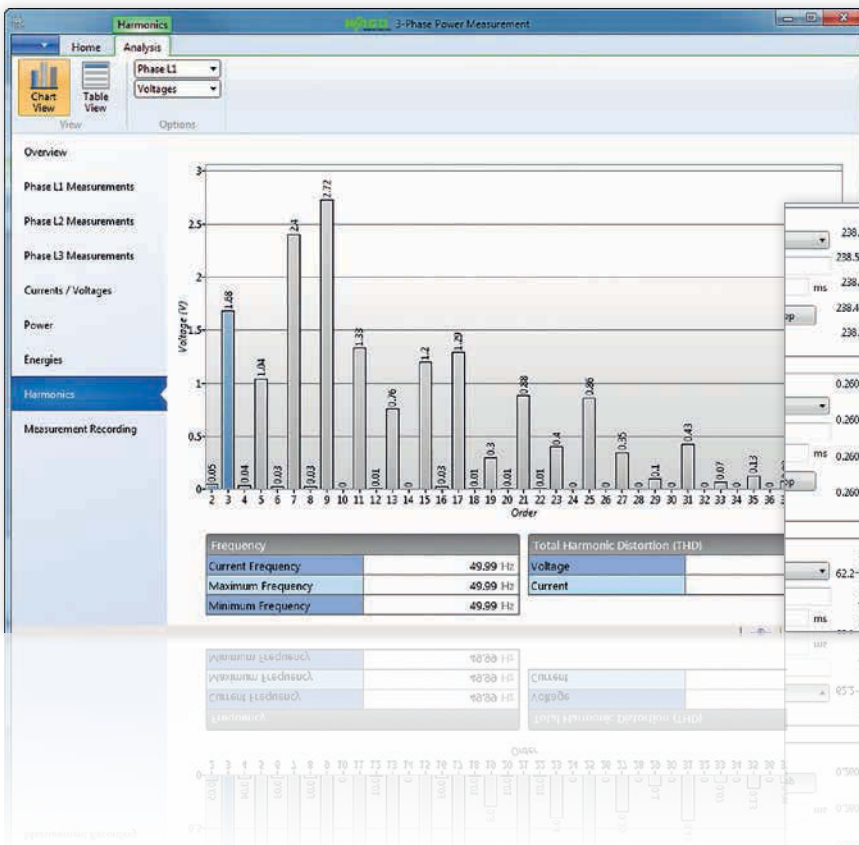 Harmonics
WAGO 3-Phase Power Measurement
Home Analysis
Chart View
Table View
Phase L1
Voltages
View
Options
Overview
Phase L1 Measurements
Phase L2 Measurements
Phase L3 Measurements
Currents / Voltages
Power
Energies
Harmonics
Measurement Recording
Voltage (V)
3
2.5
2
1.5
1
0.5
0
0.05 1.68 0.04 1.04 0.03 2.4 0.03 2.72 0 1.33 0.01 0.76 0 1.2 0.03 1.29 0.01 0.3 0.01 0.88 0.01 0.4 0 0.86 0 0.35 0 0.1 0 0.43 0 0.07 0 0.13 0
2 3 4 5 6 7 8 9 10 11 12 13 14 15 16 17 18 19 20 21 22 23 24 25 26 27 28 29 30 31 32 33 34 35 36
Order
Frequency
Current Frequency 49.99 Hz
Maximum Frequency 49.99 Hz
Minimum Frequency 49.99 Hz
Total Harmonic Distortion (THD)
Voltage
Current
238.
238.5
ms 238.
238.4
238.
0.260
0.260
ms 0.260
0.260
62.2
ms